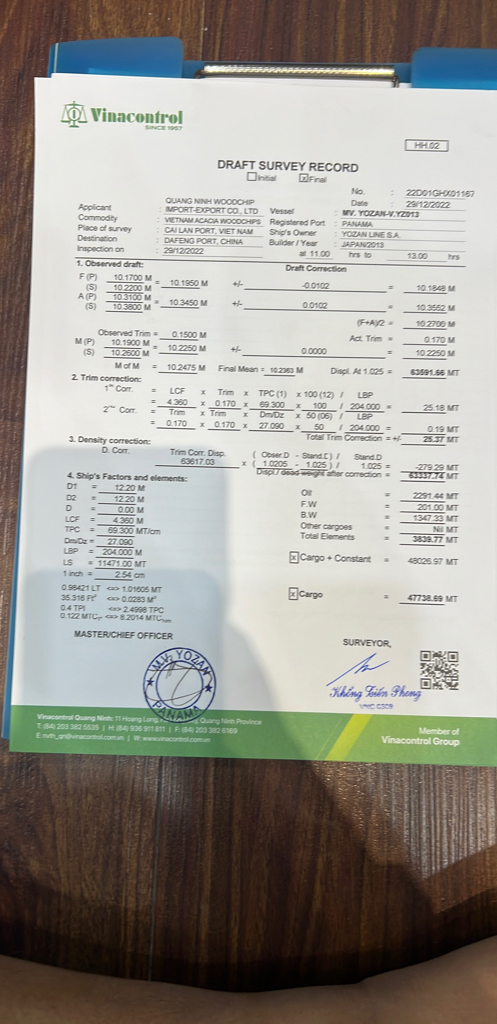 Vinacontrol
SINCE 1957
HH.02
DRAFT SURVEY RECORD
Initial x Final
No. : 22D01GHX01167
Date : 29/12/2022
Applicant : QUANG NINH WOODCHIP IMPORT-EXPORT CO., LTD
Commodity : VIETNAM ACACIA WOODCHIPS
Place of survey : CAI LAN PORT, VIET NAM
Destination : DAFENG PORT, CHINA
Inspection on : 29/12/2022
Vessel : MV. YOZAN-V.YZ013
Registered Port : PANAMA
Ship's Owner : YOZAN LINE S.A.
Builder / Year : JAPAN/2013
at 11.00 hrs to 13.00 hrs
1. Observed draft:
Draft Correction
F (P) 10.1700 M
(S) 10.2200 M = 10.1950 M +/- -0.0102 = 10.1848 M
A (P) 10.3100 M
(S) 10.3800 M = 10.3450 M +/- 0.0102 = 10.3552 M
(F+A)/2 = 10.2700 M
Observed Trim = 0.1500 M Act. Trim = 0.170 M
M (P) 10.1900 M
(S) 10.2600 M = 10.2250 M +/- 0.0000 = 10.2250 M
M of M = 10.2475 M Final Mean = 10.2363 M Displ. At 1.025 = 63591.66 MT
2. Trim correction:
1st Corr. = LCF x Trim x TPC (1) x 100 (12) / LBP
= 4.360 x 0.170 x 69.300 x 100 / 204.000 = 25.18 MT
2nd Corr. = Trim x Trim x Dm/Dz x 50 (06) / LBP
= 0.170 x 0.170 x 27.090 x 50 / 204.000 = 0.19 MT
Total Trim Correction = +/- 25.37 MT
3. Density correction:
D. Corr. Trim Corr. Disp. ( Obser.D - Stand.D ) / Stand.D
63617.03 x ( 1.0205 - 1.025 ) / 1.025 = -279.29 MT
Displ./ dead weight after correction = 63337.74 MT
4. Ship's Factors and elements:
D1 = 12.20 M
D2 = 12.20 M
D = 0.00 M
LCF = 4.360 M
TPC = 69.300 MT/cm
Dm/Dz = 27.090
LBP = 204.000 M
LS = 11471.00 MT
1 inch = 2.54 cm
Oil = 2291.44 MT
F.W = 201.00 MT
B.W = 1347.33 MT
Other cargoes = Nil MT
Total Elements = 3839.77 MT
x Cargo + Constant = 48026.97 MT
x Cargo = 47738.69 MT
0.98421 LT <=> 1.01605 MT
35.316 Ft³ <=> 0.0283 M³
0.4 TPI <=> 2.4998 TPC
MASTER/CHIEF OFFICER
M.V. YOZAN
PANAMA
SURVEYOR,
Khổng Tiến Phong
VNC 0309
Vinacontrol Quang Ninh: 11 Hoang Long, Quang Ninh Province
E: nvth_qn@vinacontrol.com.vn | W: www.vinacontrol.com.vn
Member of
Vinacontrol Group